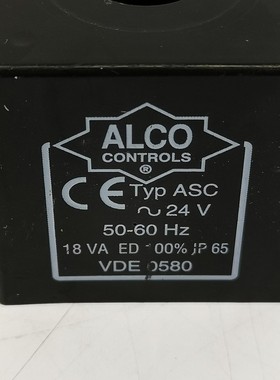 ALCO
CONTROLS
®
CE Typ ASC
~ 24 V
50-60 Hz
18 VA ED 100% IP 65
VDE 0580